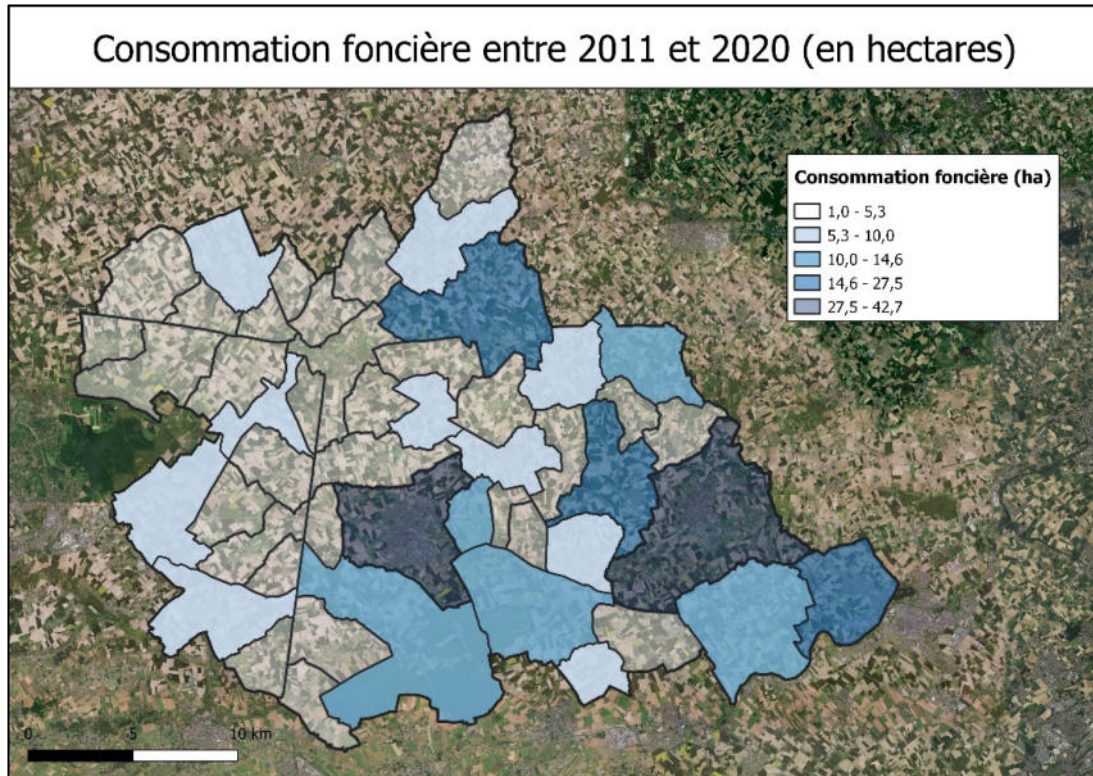 Consommation foncière entre 2011 et 2020 (en hectares)
Consommation foncière (ha)
1,0 - 5,3
5,3 - 10,0
10,0 - 14,6
14,6 - 27,5
27,5 - 42,7
0 5 10 km